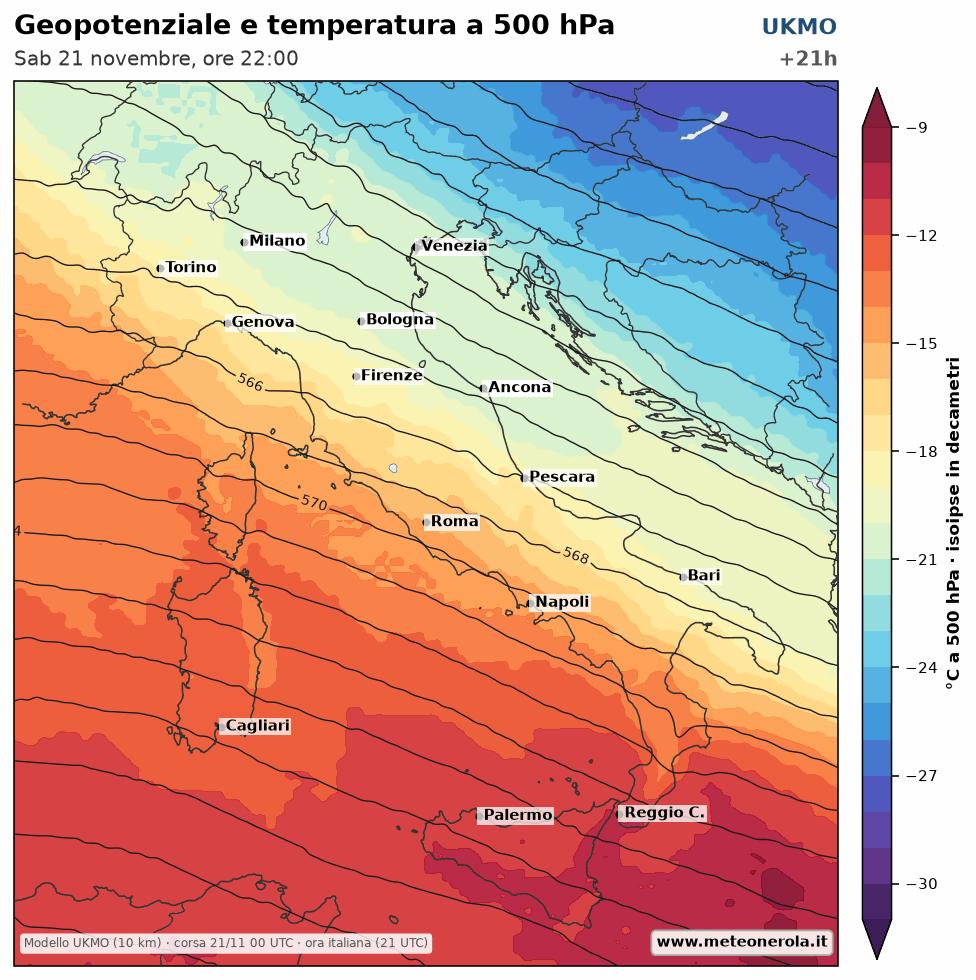 Geopotenziale e temperatura a 500 hPa
UKMO
Sab 21 novembre, ore 22:00
+21h
Milano
Venezia
Torino
Genova
Bologna
Firenze
566
Ancona
Pescara
570
Roma
4
568
Bari
Napoli
Cagliari
Palermo
Reggio C.
−9
−12
−15
−18
−21
−24
−27
−30
°C a 500 hPa · isoipse in decametri
Modello UKMO (10 km) · corsa 21/11 00 UTC · ora italiana (21 UTC)
www.meteonerola.it